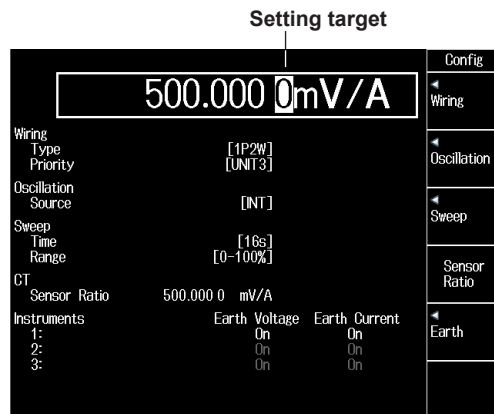 Setting target
Config
500.000 0mV/A
Wiring
Wiring
Type [1P2W]
Priority [UNIT3]
Oscillation
Oscillation
Source [INT]
Sweep
Sweep
Time [16s]
Range [0-100%]
Sensor
Ratio
CT
Sensor Ratio 500.000 0 mV/A
Instruments Earth Voltage Earth Current
Earth
1: On On
2: On On
3: On On